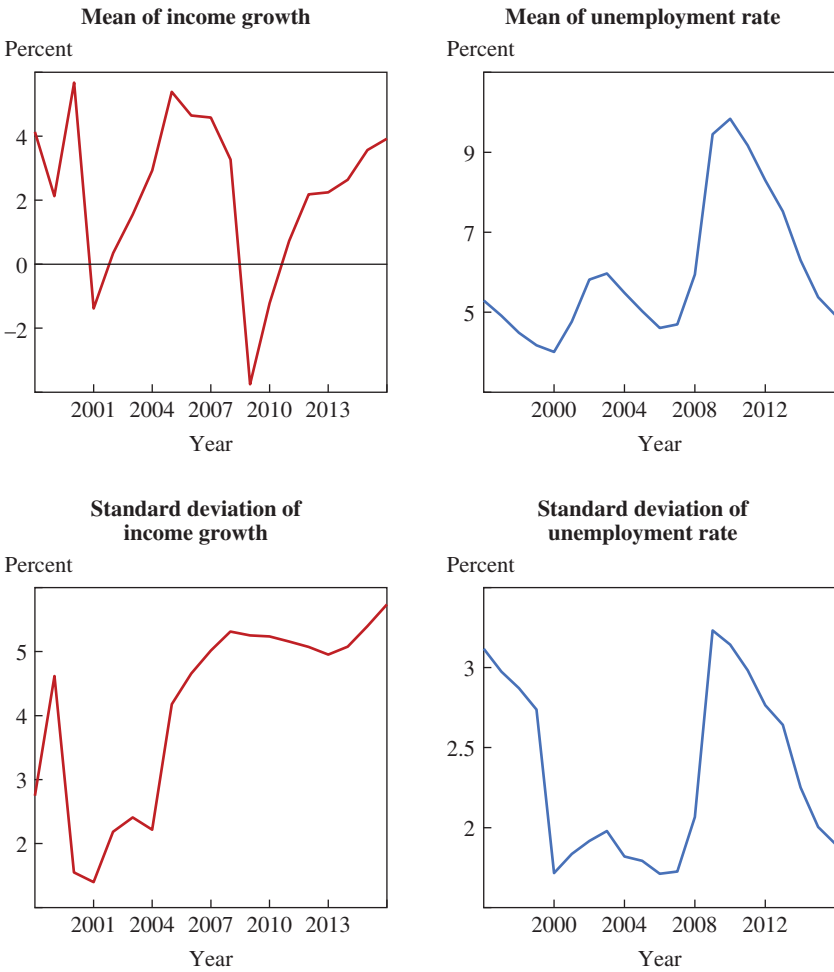 Mean of income growth
Percent
4
2
0
–2
2001 2004 2007 2010 2013
Year
Mean of unemployment rate
Percent
9
7
5
2000 2004 2008 2012
Year
Standard deviation of
income growth
Percent
5
4
3
2
2001 2004 2007 2010 2013
Year
Standard deviation of
unemployment rate
Percent
3
2.5
2
2000 2004 2008 2012
Year